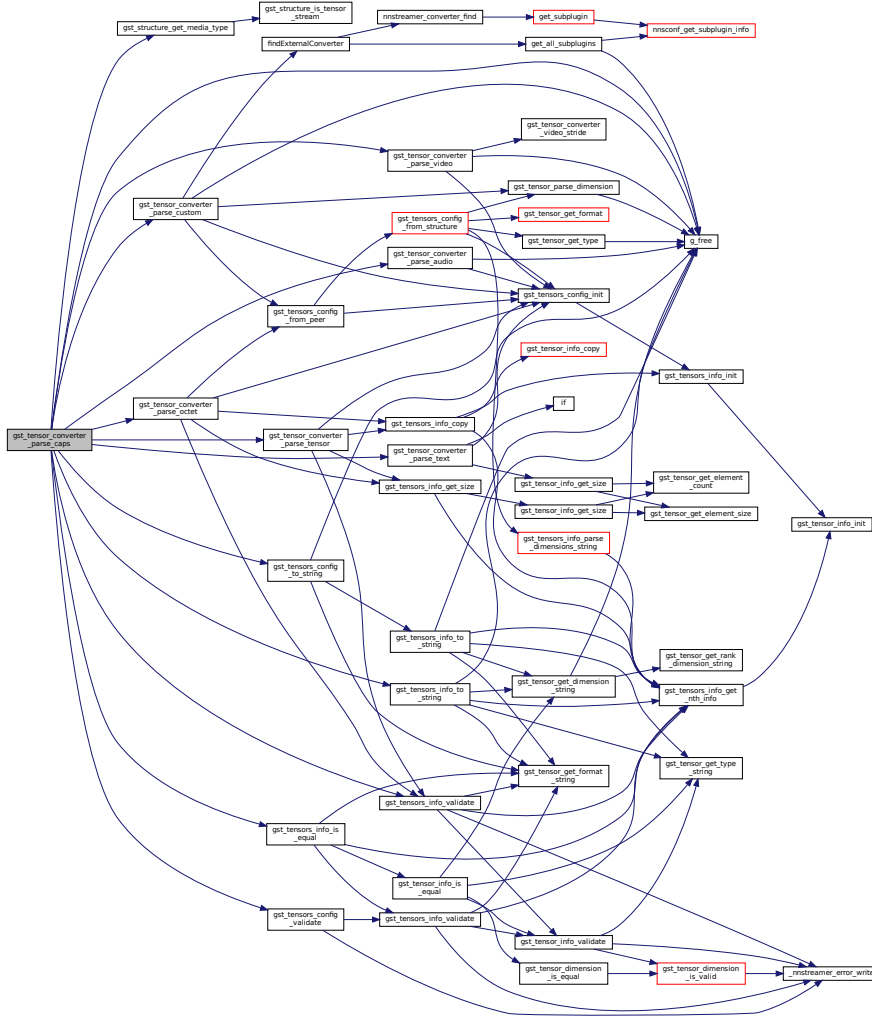 gst_structure_is_tensor
_stream
gst_structure_get_media_type
nnstreamer_converter_find
get_subplugin
nnsconf_get_subplugin_info
findExternalConverter
get_all_subplugins
gst_tensor_converter
_video_stride
gst_tensor_converter
_parse_video
gst_tensor_parse_dimension
gst_tensor_converter
_parse_custom
gst_tensors_config
_from_structure
gst_tensor_get_format
gst_tensor_get_type
g_free
gst_tensor_converter
_parse_audio
gst_tensors_config_init
gst_tensors_config
_from_peer
gst_tensor_info_copy
gst_tensors_info_init
if
gst_tensor_converter
_parse_octet
gst_tensors_info_copy
gst_tensor_converter
_parse_caps
gst_tensor_converter
_parse_tensor
gst_tensor_converter
_parse_text
gst_tensors_info_get_size
gst_tensor_info_get_size
gst_tensor_get_element
_count
gst_tensor_info_get_size
gst_tensor_get_element_size
gst_tensor_info_init
gst_tensors_info_parse
_dimensions_string
gst_tensors_config
_to_string
gst_tensors_info_to
_string
gst_tensor_get_rank
_dimension_string
gst_tensors_info_to
_string
gst_tensor_get_dimension
_string
gst_tensors_info_get
_nth_info
gst_tensor_get_format
_string
gst_tensor_get_type
_string
gst_tensors_info_validate
gst_tensors_info_is
_equal
gst_tensor_info_is
_equal
gst_tensors_config
_validate
gst_tensors_info_validate
gst_tensor_info_validate
gst_tensor_dimension
_is_equal
gst_tensor_dimension
_is_valid
_nnstreamer_error_write